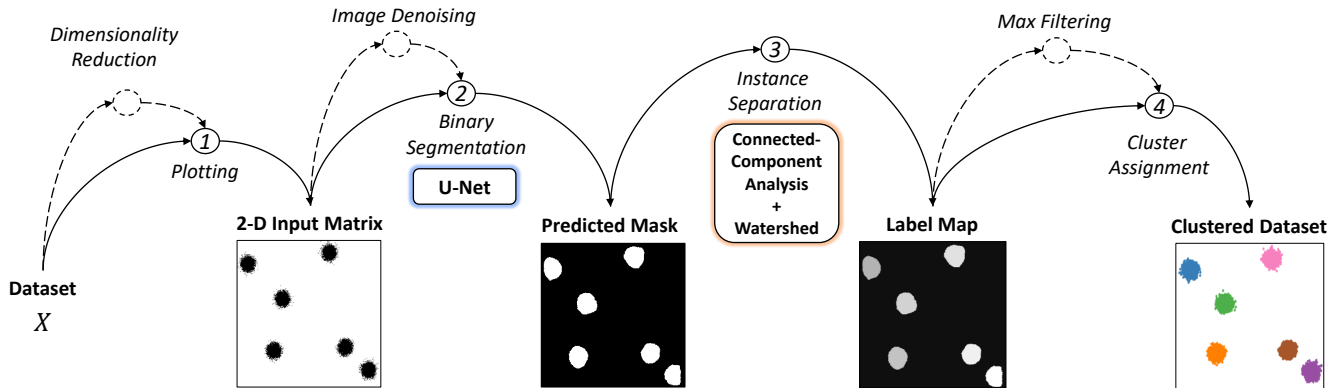 Dimensionality
Reduction
1
Plotting
Dataset
X
2-D Input Matrix
Image Denoising
2
Binary
Segmentation
U-Net
Predicted Mask
3
Instance
Separation
Connected-
Component
Analysis
+
Watershed
Label Map
Max Filtering
4
Cluster
Assignment
Clustered Dataset